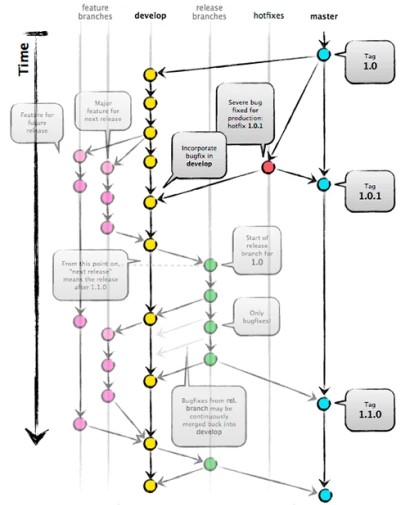 feature
branches
develop
release
branches
hotfixes
master
Time
Tag
1.0
Feature for
future
release
Major
feature for
next release
Severe bug
fixed for
production:
hotfix 1.0.1
Incorporate
bugfix in
develop
Tag
1.0.1
Start of
release
branch for
1.0
From this point on,
"next release"
means the release
after 1.1.0
Only
bugfixes!
Bugfixes from rel.
branch may be
continuously
merged back into
develop
Tag
1.1.0